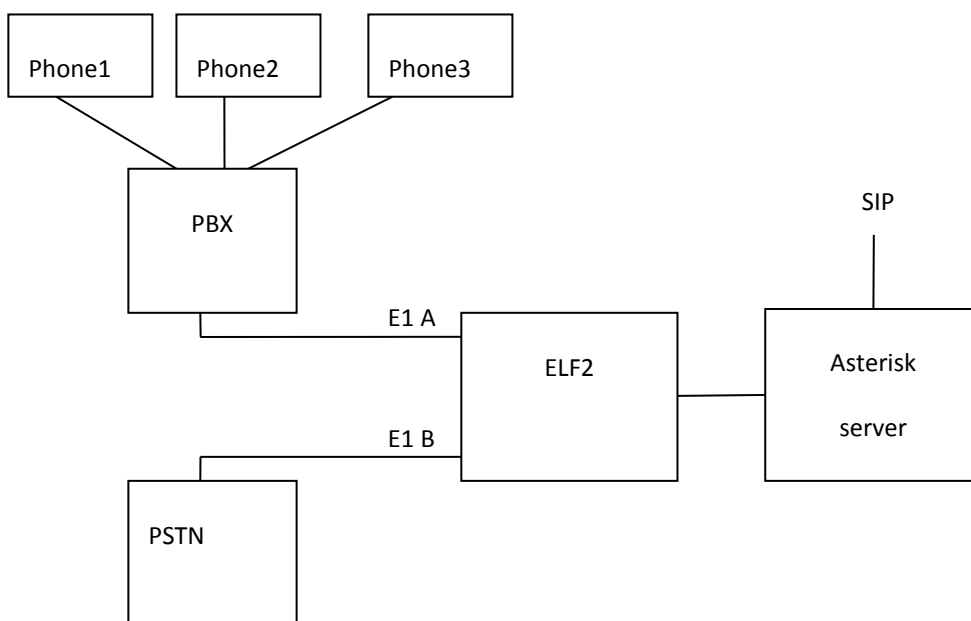 Phone1
Phone2
Phone3
PBX
SIP
E1 A
ELF2
Asterisk
server
E1 B
PSTN